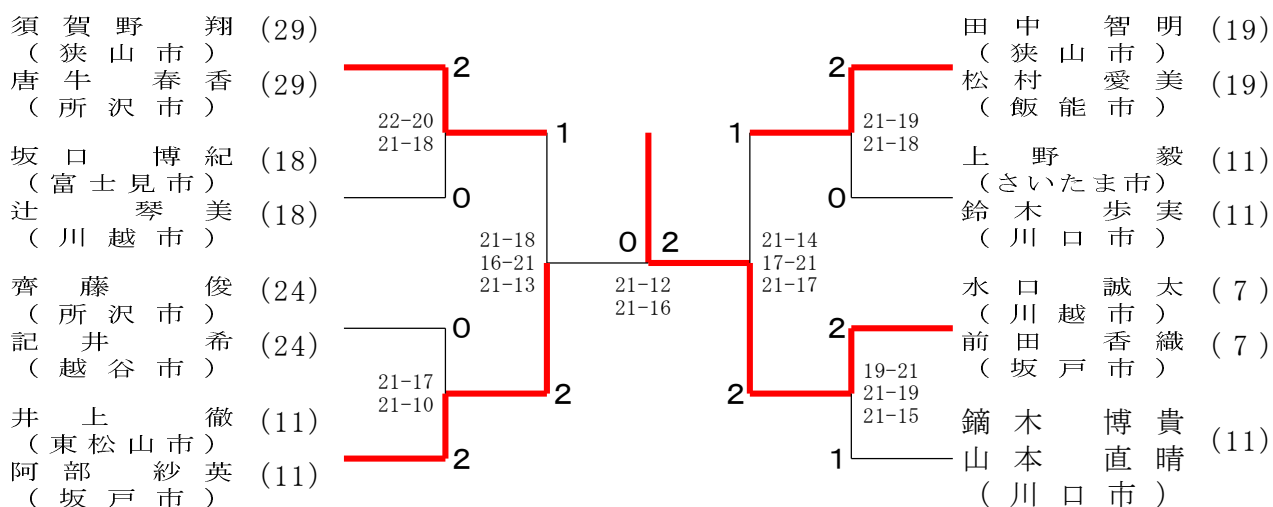 須賀野 翔 (29)
(狭山市)
唐牛 春香 (29)
(所沢市)
坂口 博紀 (18)
(富士見市)
辻 琴美 (18)
(川越市)
齊藤 俊 (24)
(所沢市)
記井 希 (24)
(越谷市)
井上 徹 (11)
(東松山市)
阿部 紗英 (11)
(坂戸市)
2
22-20
21-18
0
1
21-18
16-21
21-13
0
21-17
21-10
2
2
0 2
21-12
21-16
1
21-14
17-21
21-17
2
2
21-19
21-18
0
2
19-21
21-19
21-15
1
田中 智明 (19)
(狭山市)
松村 愛美 (19)
(飯能市)
上野 毅 (11)
(さいたま市)
鈴木 歩実 (11)
(川口市)
水口 誠太 (7)
(川越市)
前田 香織 (7)
(坂戸市)
鏑木 博貴
(11)
山本 直晴
(川口市)